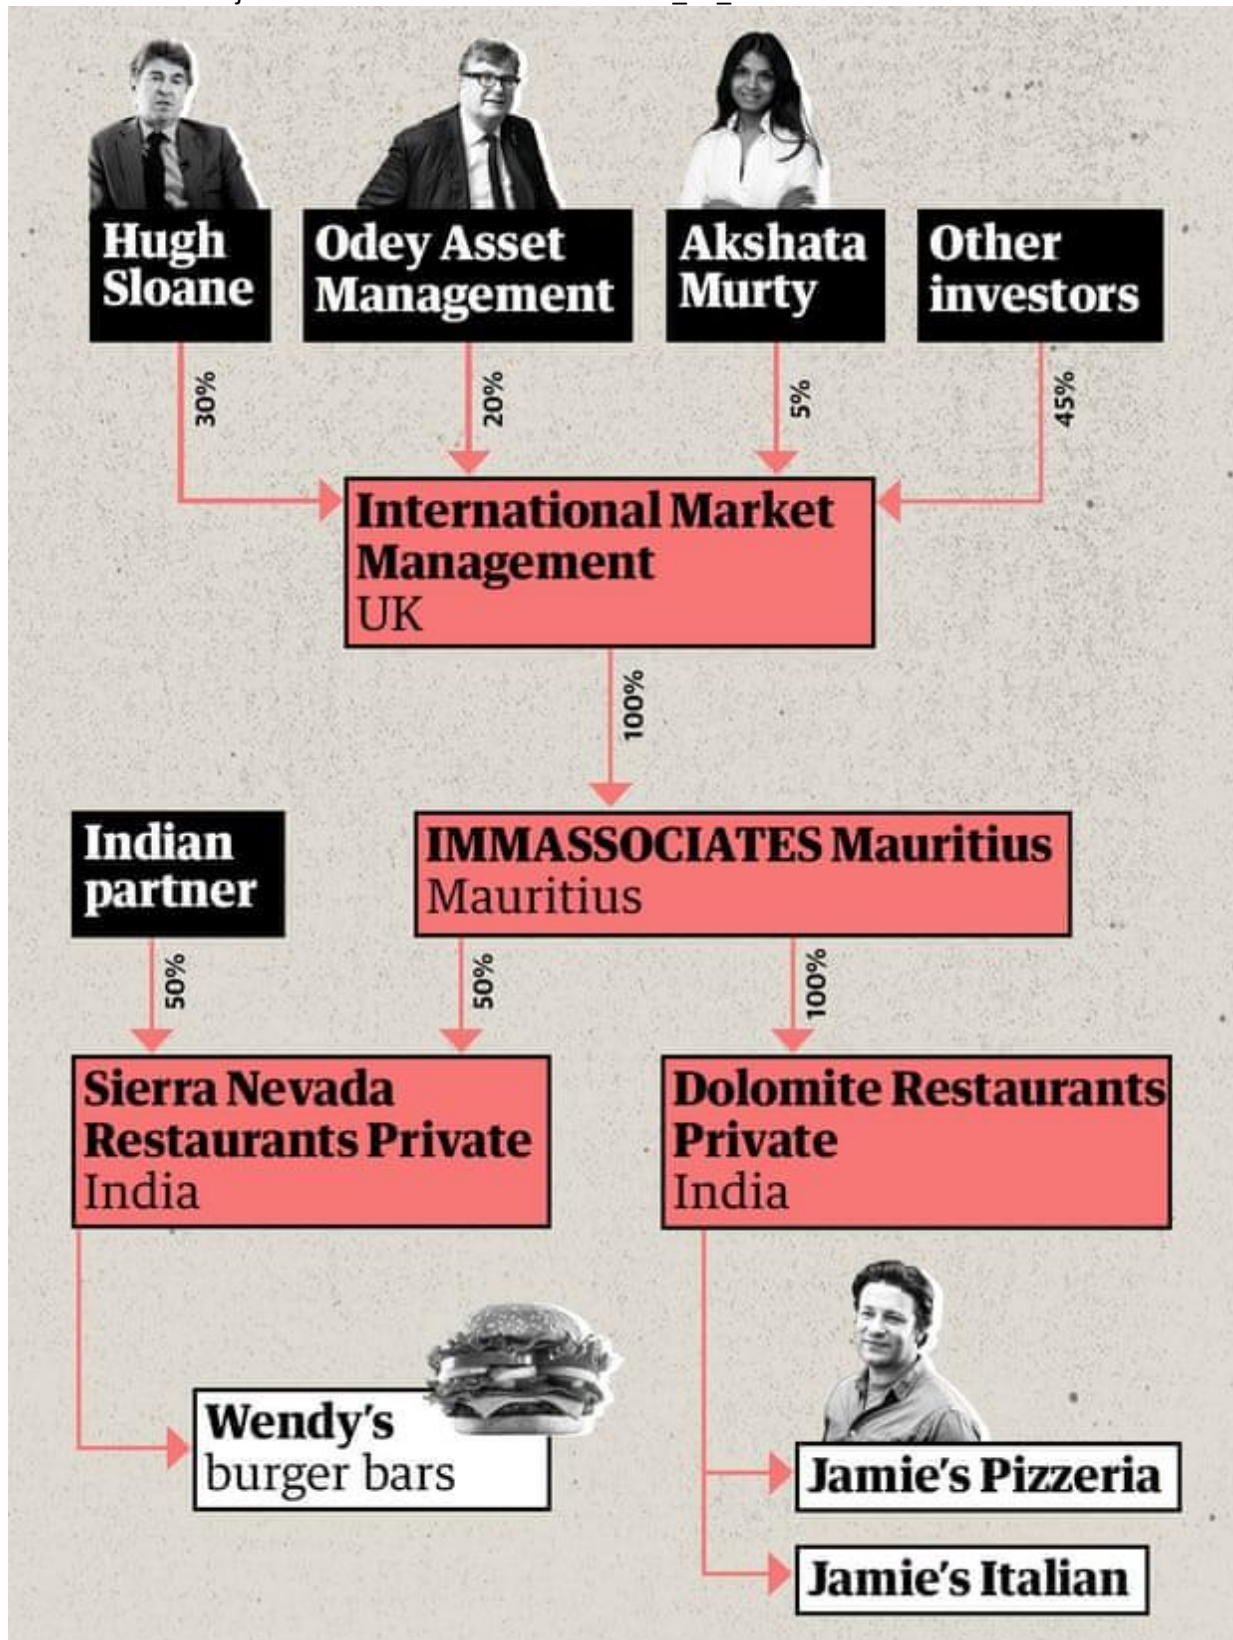 Hugh
Sloane
Odey Asset
Management
Akshata
Murty
Other
investors
30%
20%
5%
45%
International Market
Management
UK
100%
Indian
partner
IMMASSOCIATES Mauritius
Mauritius
50%
50%
100%
Sierra Nevada
Restaurants Private
India
Dolomite Restaurants
Private
India
Wendy's
burger bars
Jamie's Pizzeria
Jamie's Italian